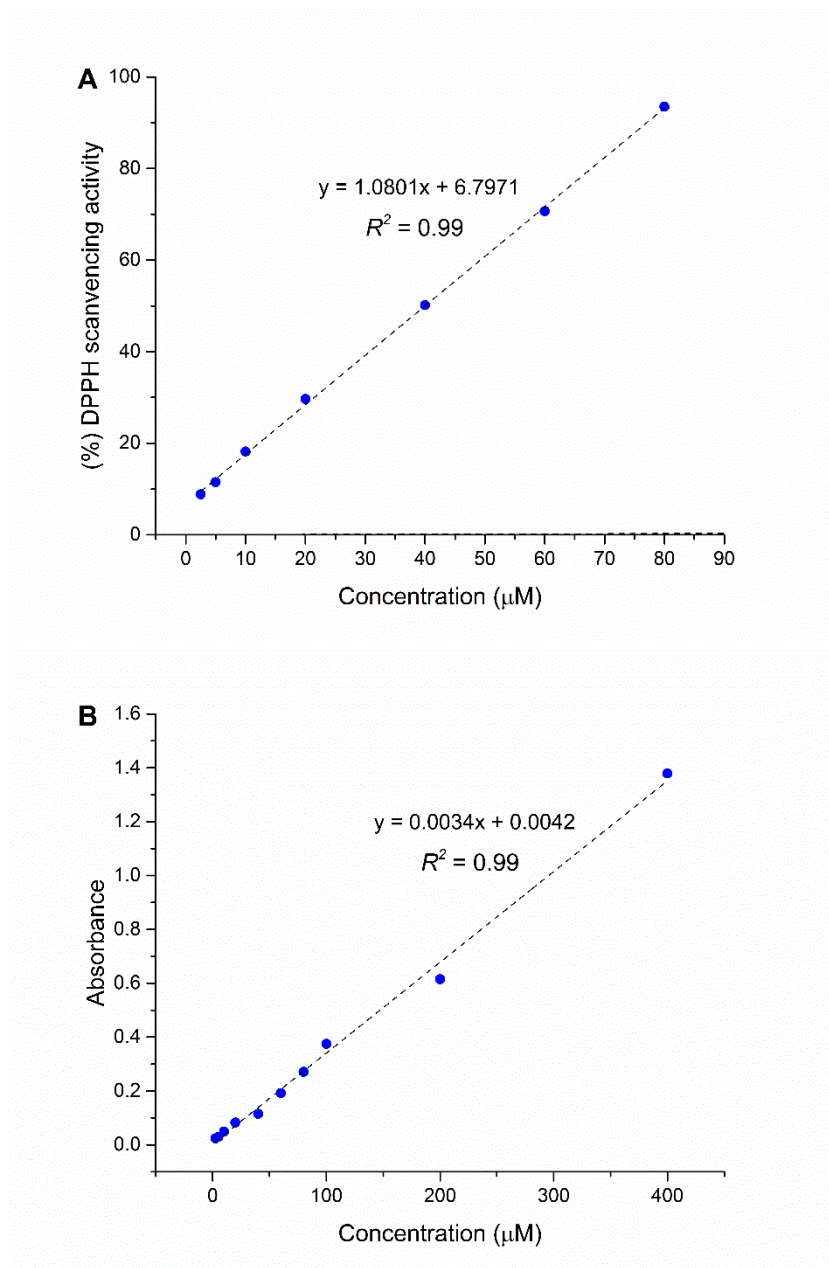 A
100
80
60
40
20
0
(%) DPPH scanvencing activity
y = 1.0801x + 6.7971
R² = 0.99
0 10 20 30 40 50 60 70 80 90
Concentration (μM)
B
1.6
1.4
1.2
1.0
0.8
0.6
0.4
0.2
0.0
Absorbance
y = 0.0034x + 0.0042
R² = 0.99
0 100 200 300 400
Concentration (μM)